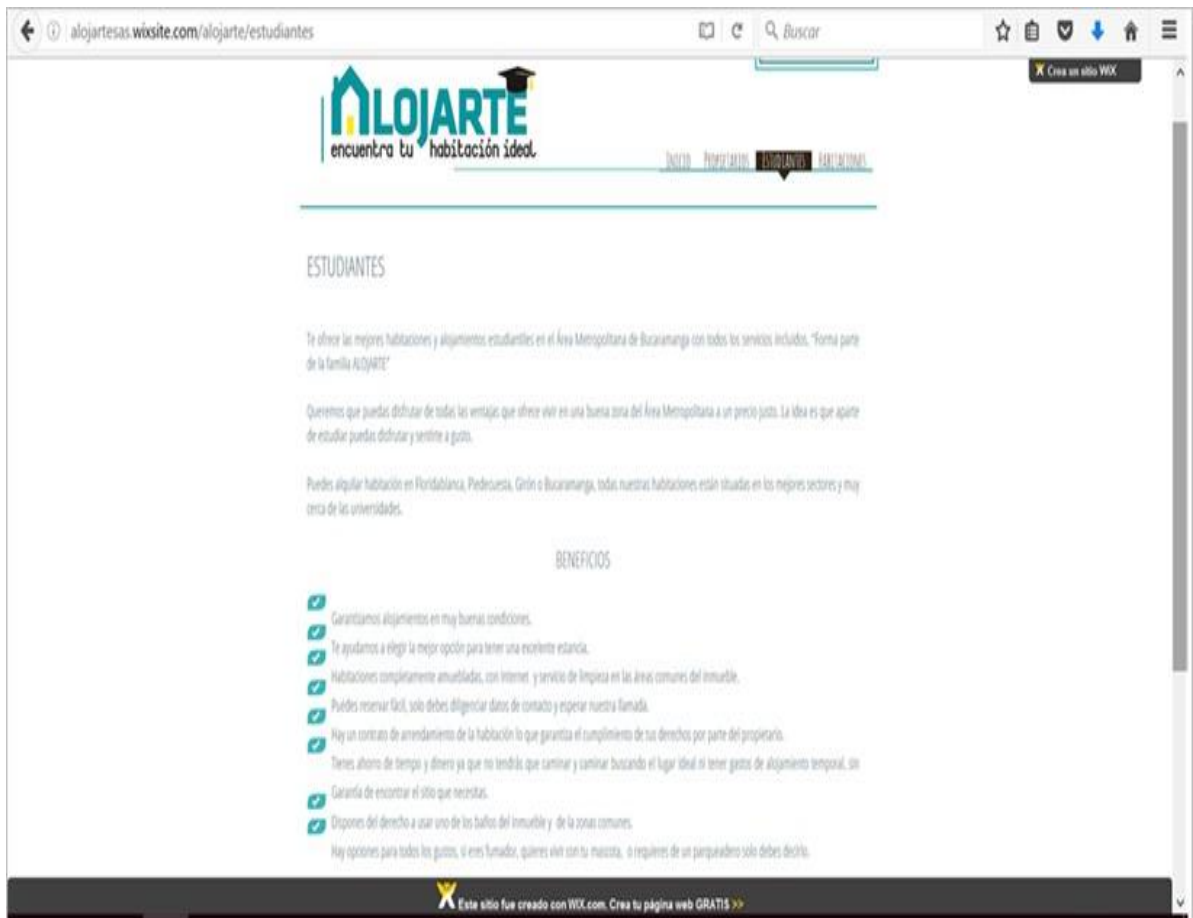 alojartesas.wixsite.com/alojarte/estudiantes
Buscar
Crea un sitio WiX
ALOJARTE
encuentra tu habitación ideal
Inicio Propietarios Estudiantes Habitaciones
ESTUDIANTES
Te ofrece las mejores habitaciones y alojamientos estudiantiles en el Área Metropolitana de Bucaramanga con todos los servicios incluidos. "Forma parte
de la familia ALOJARTE"
Queremos que puedas disfrutar de todas las ventajas que ofrece vivir en una buena zona del Área Metropolitana a un precio justo. La idea es que aparte
de estudiar puedas disfrutar y sentirte a gusto.
Puedes alquilar habitación en Floridablanca, Piedecuesta, Girón o Bucaramanga, todas nuestras habitaciones están situadas en los mejores sectores y muy
cerca de las universidades.
BENEFICIOS
Garantizamos alojamientos en muy buenas condiciones.
Te ayudamos a elegir la mejor opción para tener una excelente estancia.
Habitaciones completamente amuebladas, con internet y servicio de limpieza en las áreas comunes del inmueble.
Puédes reservar fácil, solo debes diligenciar datos de contacto y esperar nuestra llamada.
Hay un contrato de arrendamiento de la habitación lo que garantiza el cumplimiento de tus derechos por parte del propietario.
Tienes ahorro de tiempo y dinero ya que no tendrás que caminar y caminar buscando el lugar ideal ni tener gastos de alojamiento temporal, sin
Garantía de encontrar el sitio que necesitas.
Dispones del derecho a usar uno de los baños del inmueble y de la zonas comunes.
Hay opciones para todos los gustos, si eres fumador, quieres vivir con tu mascota, o requieres de un parqueadero solo debes decirlo.
Este sitio fue creado con WIX.com. Crea tu página web GRATIS >>